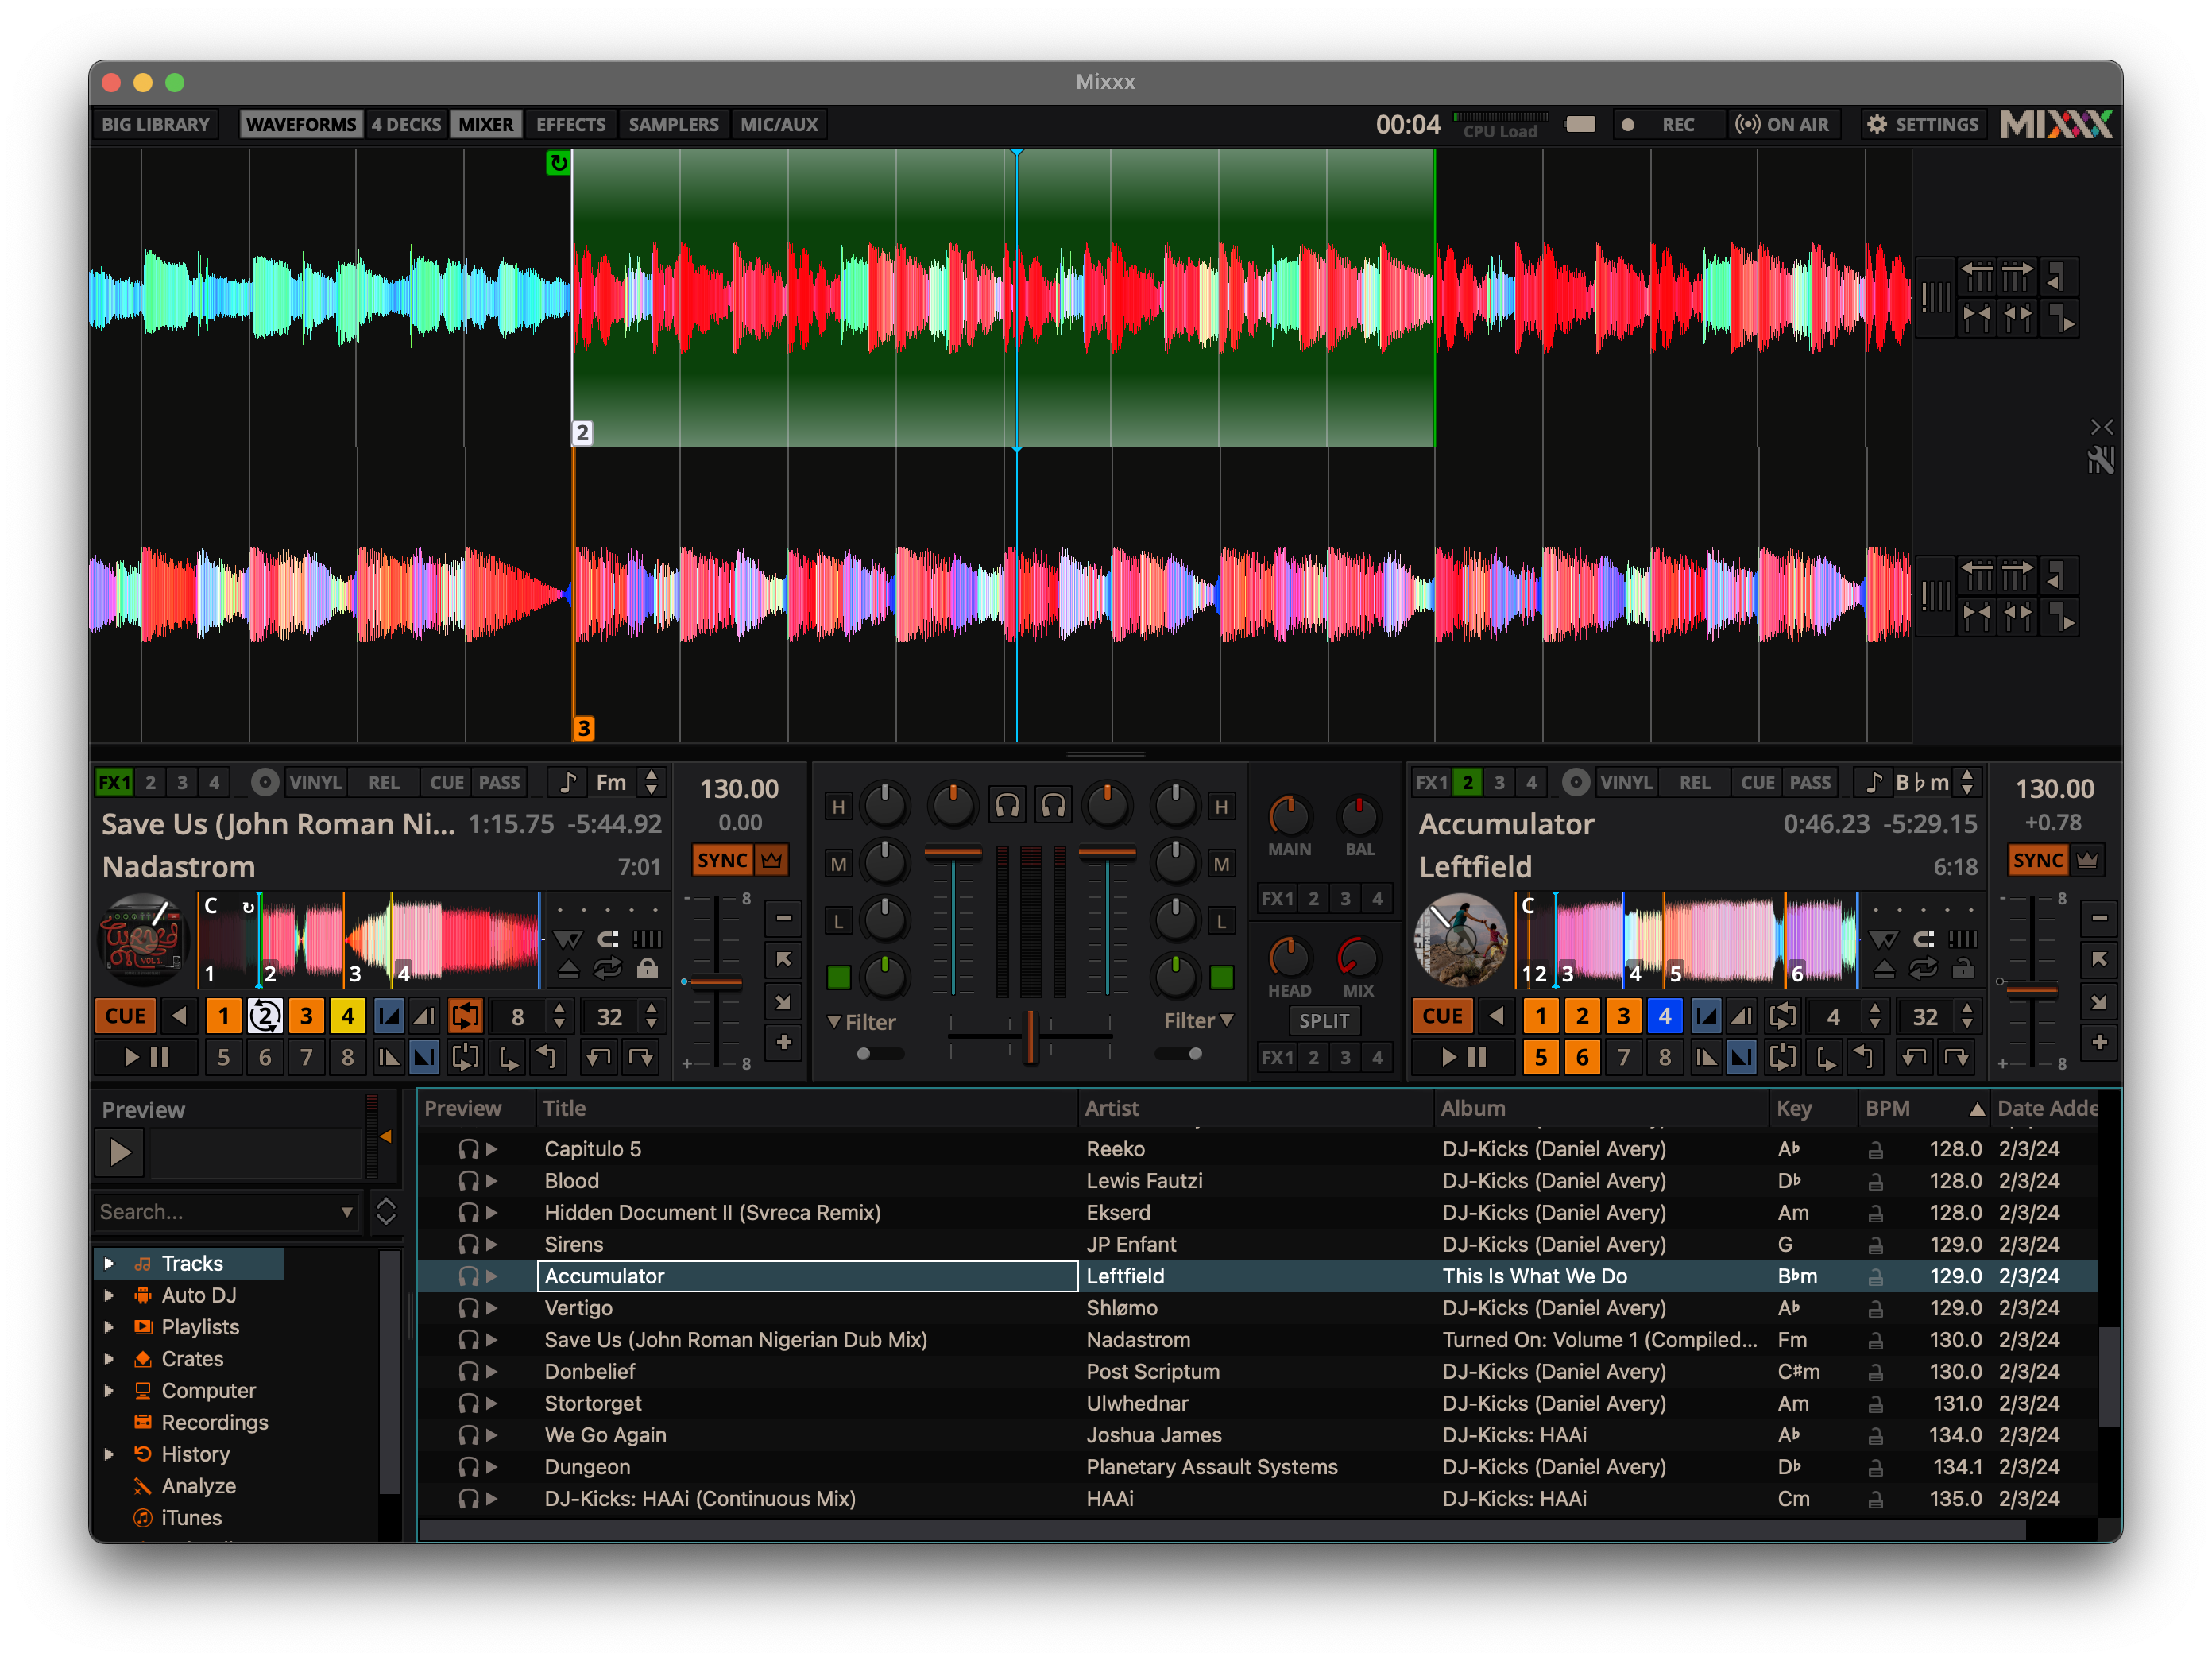 Mixxx
BIG LIBRARY WAVEFORMS 4 DECKS MIXER EFFECTS SAMPLERS MIC/AUX 00:04 CPU Load REC ON AIR SETTINGS MIXXX
2
3
FX1 2 3 4 VINYL REL CUE PASS Fm
Save Us (John Roman Ni... 1:15.75 -5:44.92
Nadastrom 7:01
C
1 2 3 4
CUE 1 2 3 4 8 32
5 6 7 8
130.00
0.00
SYNC
- 8
+ 8
H H
M M
L L
Filter Filter
MAIN BAL
FX1 2 3 4
HEAD MIX
SPLIT
FX1 2 3 4
FX1 2 3 4 VINYL REL CUE PASS B♭m
Accumulator 0:46.23 -5:29.15
Leftfield 6:18
C
1 2 3 4 5 6
CUE 1 2 3 4 4 32
5 6 7 8
130.00
+0.78
SYNC
- 8
+ 8
Preview
Search...
Tracks
Auto DJ
Playlists
Crates
Computer
Recordings
History
Analyze
iTunes
Preview Title Artist Album Key BPM Date Adde
Capitulo 5 Reeko DJ-Kicks (Daniel Avery) A♭ 128.0 2/3/24
Blood Lewis Fautzi DJ-Kicks (Daniel Avery) D♭ 128.0 2/3/24
Hidden Document II (Svreca Remix) Ekserd DJ-Kicks (Daniel Avery) Am 128.0 2/3/24
Sirens JP Enfant DJ-Kicks (Daniel Avery) G 129.0 2/3/24
Accumulator Leftfield This Is What We Do B♭m 129.0 2/3/24
Vertigo Shlømo DJ-Kicks (Daniel Avery) A♭ 129.0 2/3/24
Save Us (John Roman Nigerian Dub Mix) Nadastrom Turned On: Volume 1 (Compiled... Fm 130.0 2/3/24
Donbelief Post Scriptum DJ-Kicks (Daniel Avery) C#m 130.0 2/3/24
Stortorget Ulwhednar DJ-Kicks (Daniel Avery) Am 131.0 2/3/24
We Go Again Joshua James DJ-Kicks: HAAi A♭ 134.0 2/3/24
Dungeon Planetary Assault Systems DJ-Kicks (Daniel Avery) D♭ 134.1 2/3/24
DJ-Kicks: HAAi (Continuous Mix) HAAi DJ-Kicks: HAAi Cm 135.0 2/3/24